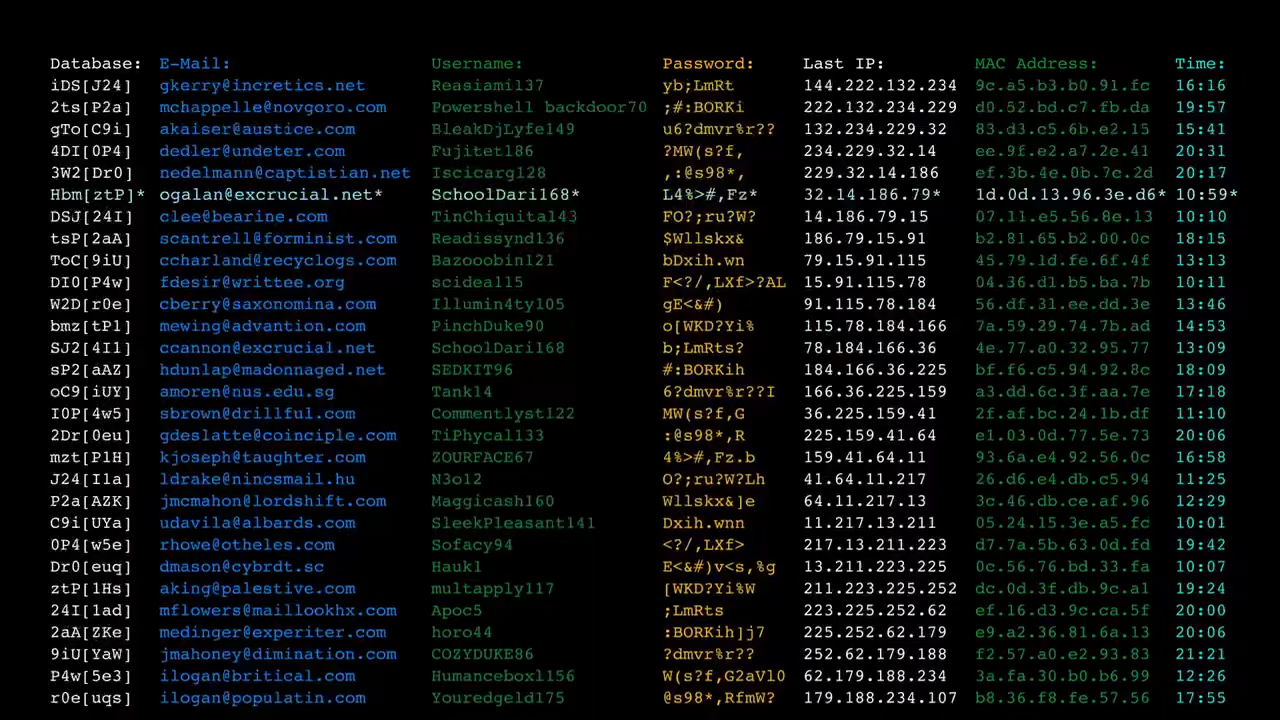 Database: E-Mail: Username: Password: Last IP: MAC Address: Time:
iDS[J24] gkerry@incretics.net Reasiami137 yb;LmRt 144.222.132.234 9c.a5.b3.b0.91.fc 16:16
2ts[P2a] mchappelle@novgoro.com Powershell backdoor70 ;#:BORKi 222.132.234.229 d0.52.bd.c7.fb.da 19:57
gTo[C9i] akaiser@austice.com BleakDjLyfe149 u6?dmvr%r?? 132.234.229.32 83.d3.c5.6b.e2.15 15:41
4DI[0P4] dedler@undeter.com Fujitet186 ?MW(s?f, 234.229.32.14 ee.9f.e2.a7.2e.41 20:31
3W2[Dr0] nedelmann@captistian.net Iscicarg128 ,:@s98*, 229.32.14.186 ef.3b.4e.0b.7c.2d 20:17
Hbm[ztP]* ogalan@excrucial.net* SchoolDari168* L4%>#,Fz* 32.14.186.79* 1d.0d.13.96.3e.d6* 10:59*
DSJ[24I] clee@bearine.com TinChiquita143 FO?;ru?W? 14.186.79.15 07.11.e5.56.8e.13 10:10
tsP[2aA] scantrell@forminist.com Readissynd136 $Wllskx& 186.79.15.91 b2.81.65.b2.00.0c 18:15
ToC[9iU] ccharland@recyclogs.com Bazooobin121 bDxih.wn 79.15.91.115 45.79.1d.fe.6f.4f 13:13
DI0[P4w] fdesir@writtee.org scidea115 F<?/,LXf>?AL 15.91.115.78 04.36.d1.b5.ba.7b 10:11
W2D[r0e] cberry@saxonomina.com Illumin4ty105 gE<&#) 91.115.78.184 56.df.31.ee.dd.3e 13:46
bmz[tP1] mewing@advantion.com PinchDuke90 o[WKD?Yi% 115.78.184.166 7a.59.29.74.7b.ad 14:53
SJ2[4I1] ccannon@excrucial.net SchoolDari168 b;LmRts? 78.184.166.36 4e.77.a0.32.95.77 13:09
sP2[aAZ] hdunlap@madonnaged.net SEDKIT96 #:BORKih 184.166.36.225 bf.f6.c5.94.92.8c 18:09
oC9[iUY] amoren@nus.edu.sg Tank14 6?dmvr%r??I 166.36.225.159 a3.dd.6c.3f.aa.7e 17:18
I0P[4w5] sbrown@drillful.com Commentlyst122 MW(s?f,G 36.225.159.41 2f.af.bc.24.1b.df 11:10
2Dr[0eu] gdeslatte@coinciple.com TiPhycal133 :@s98*,R 225.159.41.64 e1.03.0d.77.5e.73 20:06
mzt[P1H] kjoseph@taughter.com ZOURFACE67 4%>#,Fz.b 159.41.64.11 93.6a.e4.92.56.0c 16:58
J24[I1a] ldrake@nincsmail.hu N3o12 O?;ru?W?Lh 41.64.11.217 26.d6.e4.db.c5.94 11:25
P2a[AZK] jmcmahon@lordshift.com Maggicash160 Wllskx&]e 64.11.217.13 3c.46.db.ce.af.96 12:29
C9i[UYa] udavila@albards.com SleekPleasant141 Dxih.wnn 11.217.13.211 05.24.15.3e.a5.fc 10:01
0P4[w5e] rhowe@otheles.com Sofacy94 <?/,LXf> 217.13.211.223 d7.7a.5b.63.0d.fd 19:42
Dr0[euq] dmason@cybrdt.sc Hauk1 E<&#)v<s,%g 13.211.223.225 0c.56.76.bd.33.fa 10:07
ztP[1Hs] aking@palestive.com multapply117 [WKD?Yi%W 211.223.225.252 dc.0d.3f.db.9c.a1 19:24
24I[1ad] mflowers@maillookhx.com Apoc5 ;LmRts 223.225.252.62 ef.16.d3.9c.ca.5f 20:00
2aA[ZKe] medinger@experiter.com horo44 :BORKih]j7 225.252.62.179 e9.a2.36.81.6a.13 20:06
9iU[YaW] jmahoney@dimination.com COZYDUKE86 ?dmvr%r?? 252.62.179.188 f2.57.a0.e2.93.83 21:21
P4w[5e3] ilogan@britical.com Humancebox1156 W(s?f,G2aVl0 62.179.188.234 3a.fa.30.b0.b6.99 12:26
r0e[uqs] ilogan@populatin.com Youredgeld175 @s98*,RfmW? 179.188.234.107 b8.36.f8.fe.57.56 17:55